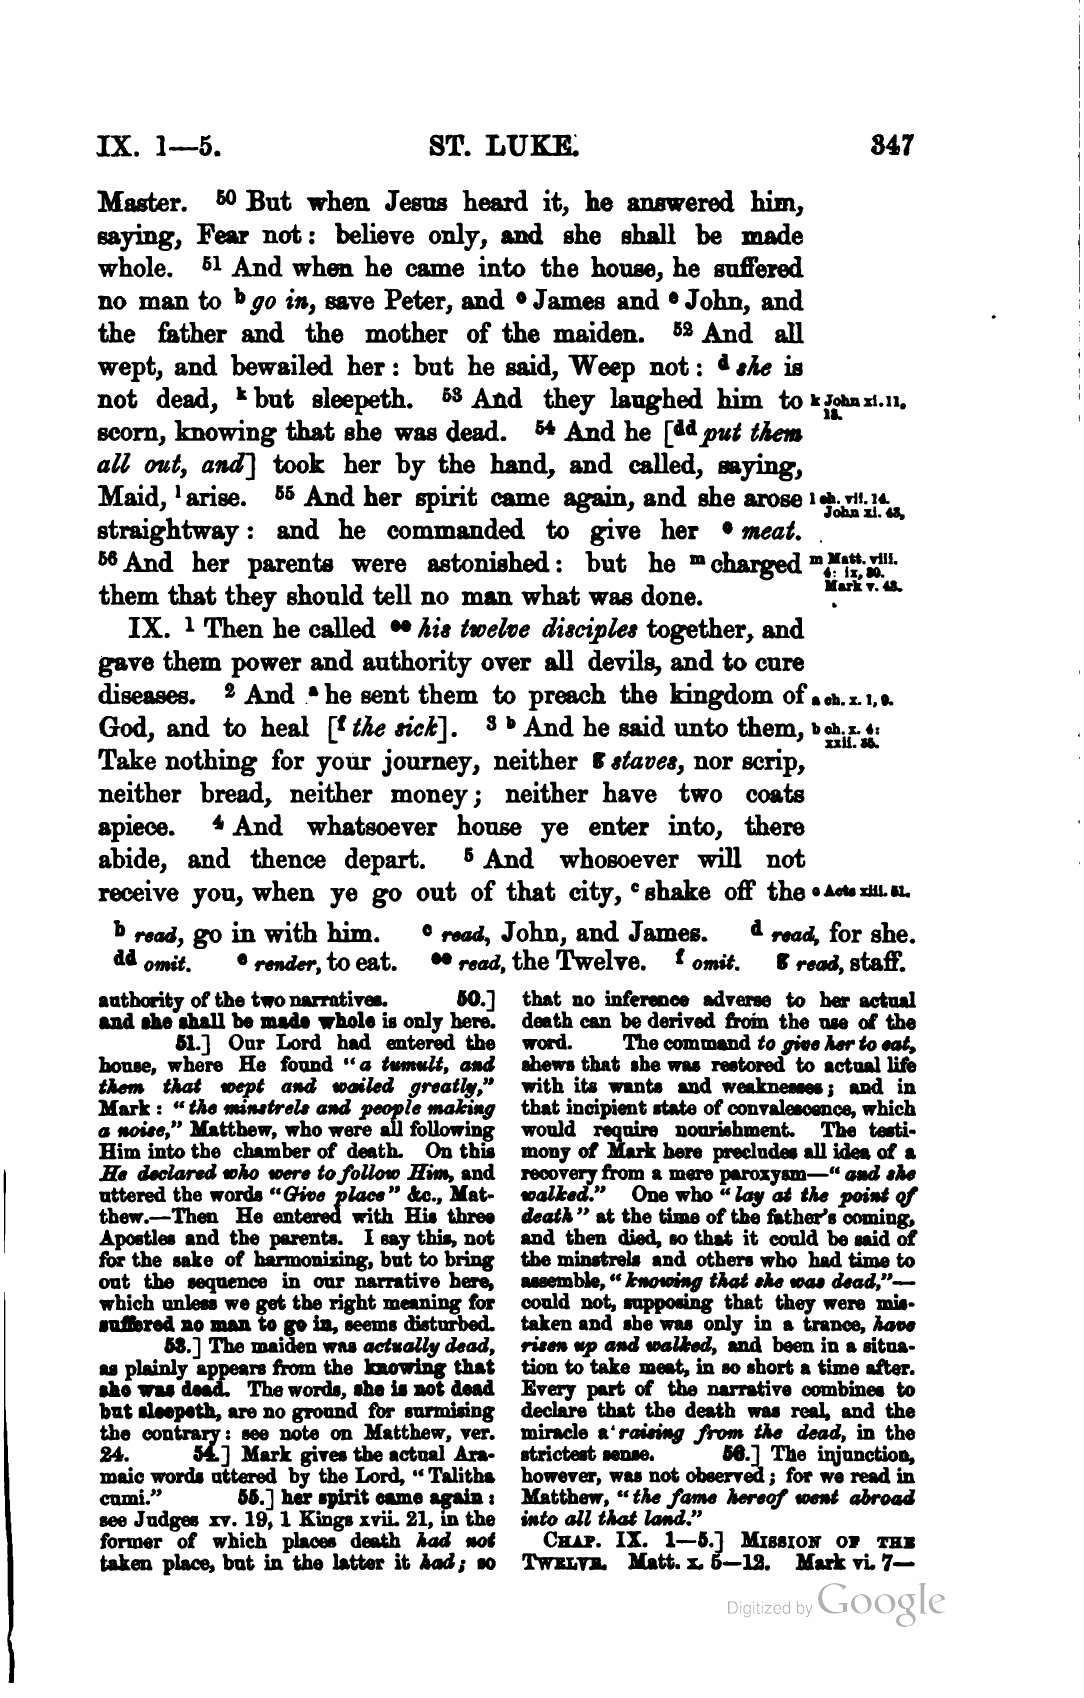 IX. 1—5. ST. LUKE. 347
Master. 50 But when Jesus heard it, he answered him,
saying, Fear not: believe only, and she shall be made
whole. 51 And when he came into the house, he suffered
no man to b go in, save Peter, and c James and c John, and
the father and the mother of the maiden. 52 And all
wept, and bewailed her: but he said, Weep not: d she is
not dead, k but sleepeth. 53 And they laughed him to
scorn, knowing that she was dead. 54 And he [dd put them
all out, and] took her by the hand, and called, saying,
Maid, l arise. 55 And her spirit came again, and she arose
straightway: and he commanded to give her e meat.
56 And her parents were astonished: but he m charged
them that they should tell no man what was done.
k John xi. 11,
13.
l ch. vii. 14.
John xi. 43.
m Matt. viii.
4: ix. 30.
Mark v. 43.
IX. 1 Then he called ee his twelve disciples together, and
gave them power and authority over all devils, and to cure
diseases. 2 And a he sent them to preach the kingdom of
God, and to heal [f the sick]. 3 b And he said unto them,
Take nothing for your journey, neither g staves, nor scrip,
neither bread, neither money; neither have two coats
apiece. 4 And whatsoever house ye enter into, there
abide, and thence depart. 5 And whosoever will not
receive you, when ye go out of that city, c shake off the
a ch. x. 1, 9.
b ch. x. 4:
xxii. 35.
c Acts xiii. 51.
b read, go in with him. c read, John, and James. d read, for she.
dd omit. e render, to eat. ee read, the Twelve. f omit. g read, staff.
authority of the two narratives. 50.]
and she shall be made whole is only here.
51.] Our Lord had entered the
house, where He found "a tumult, and
them that wept and wailed greatly,"
Mark: "the minstrels and people making
a noise," Matthew, who were all following
Him into the chamber of death. On this
He declared who were to follow Him, and
uttered the words "Give place" &c., Mat-
thew.—Then He entered with His three
Apostles and the parents. I say this, not
for the sake of harmonizing, but to bring
out the sequence in our narrative here,
which unless we get the right meaning for
suffered no man to go in, seems disturbed.
53.] The maiden was actually dead,
as plainly appears from the knowing that
she was dead. The words, she is not dead
but sleepeth, are no ground for surmising
the contrary: see note on Matthew, ver.
24. 54.] Mark gives the actual Ara-
maic words uttered by the Lord, "Talitha
cumi." 55.] her spirit came again:
see Judges xv. 19, 1 Kings xvii. 21, in the
former of which places death had not
taken place, but in the latter it had; so
that no inference adverse to her actual
death can be derived from the use of the
word. The command to give her to eat,
shews that she was restored to actual life
with its wants and weaknesses; and in
that incipient state of convalescence, which
would require nourishment. The testi-
mony of Mark here precludes all idea of a
recovery from a mere paroxysm—"and she
walked." One who "lay at the point of
death" at the time of the father's coming,
and then died, so that it could be said of
the minstrels and others who had time to
assemble, "knowing that she was dead,"—
could not, supposing that they were mis-
taken and she was only in a trance, have
risen up and walked, and been in a situa-
tion to take meat, in so short a time after.
Every part of the narrative combines to
declare that the death was real, and the
miracle a raising from the dead, in the
strictest sense. 56.] The injunction,
however, was not observed; for we read in
Matthew, "the fame hereof went abroad
into all that land."
CHAP. IX. 1—5.] MISSION OF THE
TWELVE. Matt. x. 5—12. Mark vi. 7—
Digitized by Google